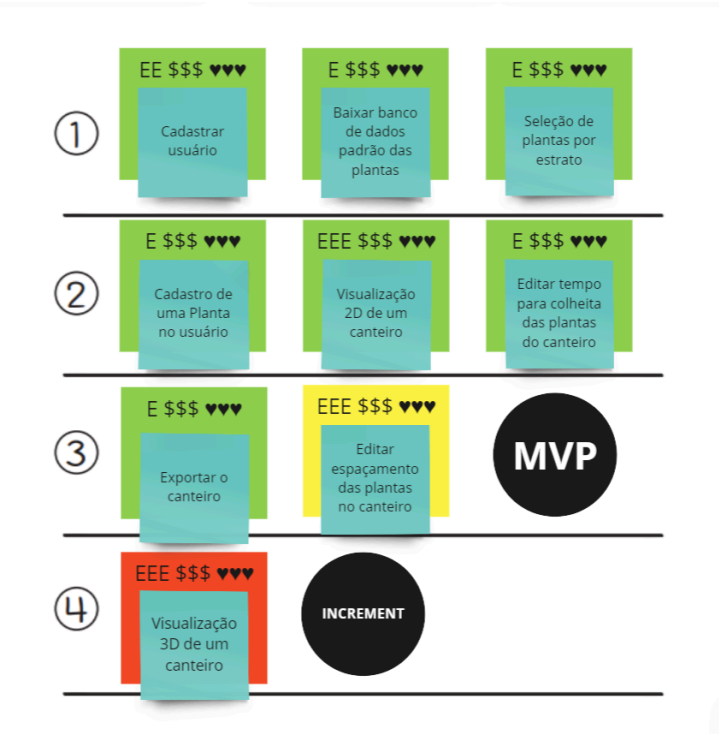 EE $$$ ♥♥♥
E $$$ ♥♥♥
E $$$ ♥♥♥
1
Cadastrar
usuário
Baixar banco
de dados
padrão das
plantas
Seleção de
plantas por
estrato
E $$$ ♥♥♥
EEE $$$ ♥♥♥
E $$$ ♥♥♥
2
Cadastro de
uma Planta
no usuário
Visualização
2D de um
canteiro
Editar tempo
para colheita
das plantas
do canteiro
E $$$ ♥♥♥
EEE $$$ ♥♥♥
3
Exportar o
canteiro
Editar
espaçamento
das plantas
no canteiro
MVP
EEE $$$ ♥♥♥
4
Visualização
3D de um
canteiro
INCREMENT